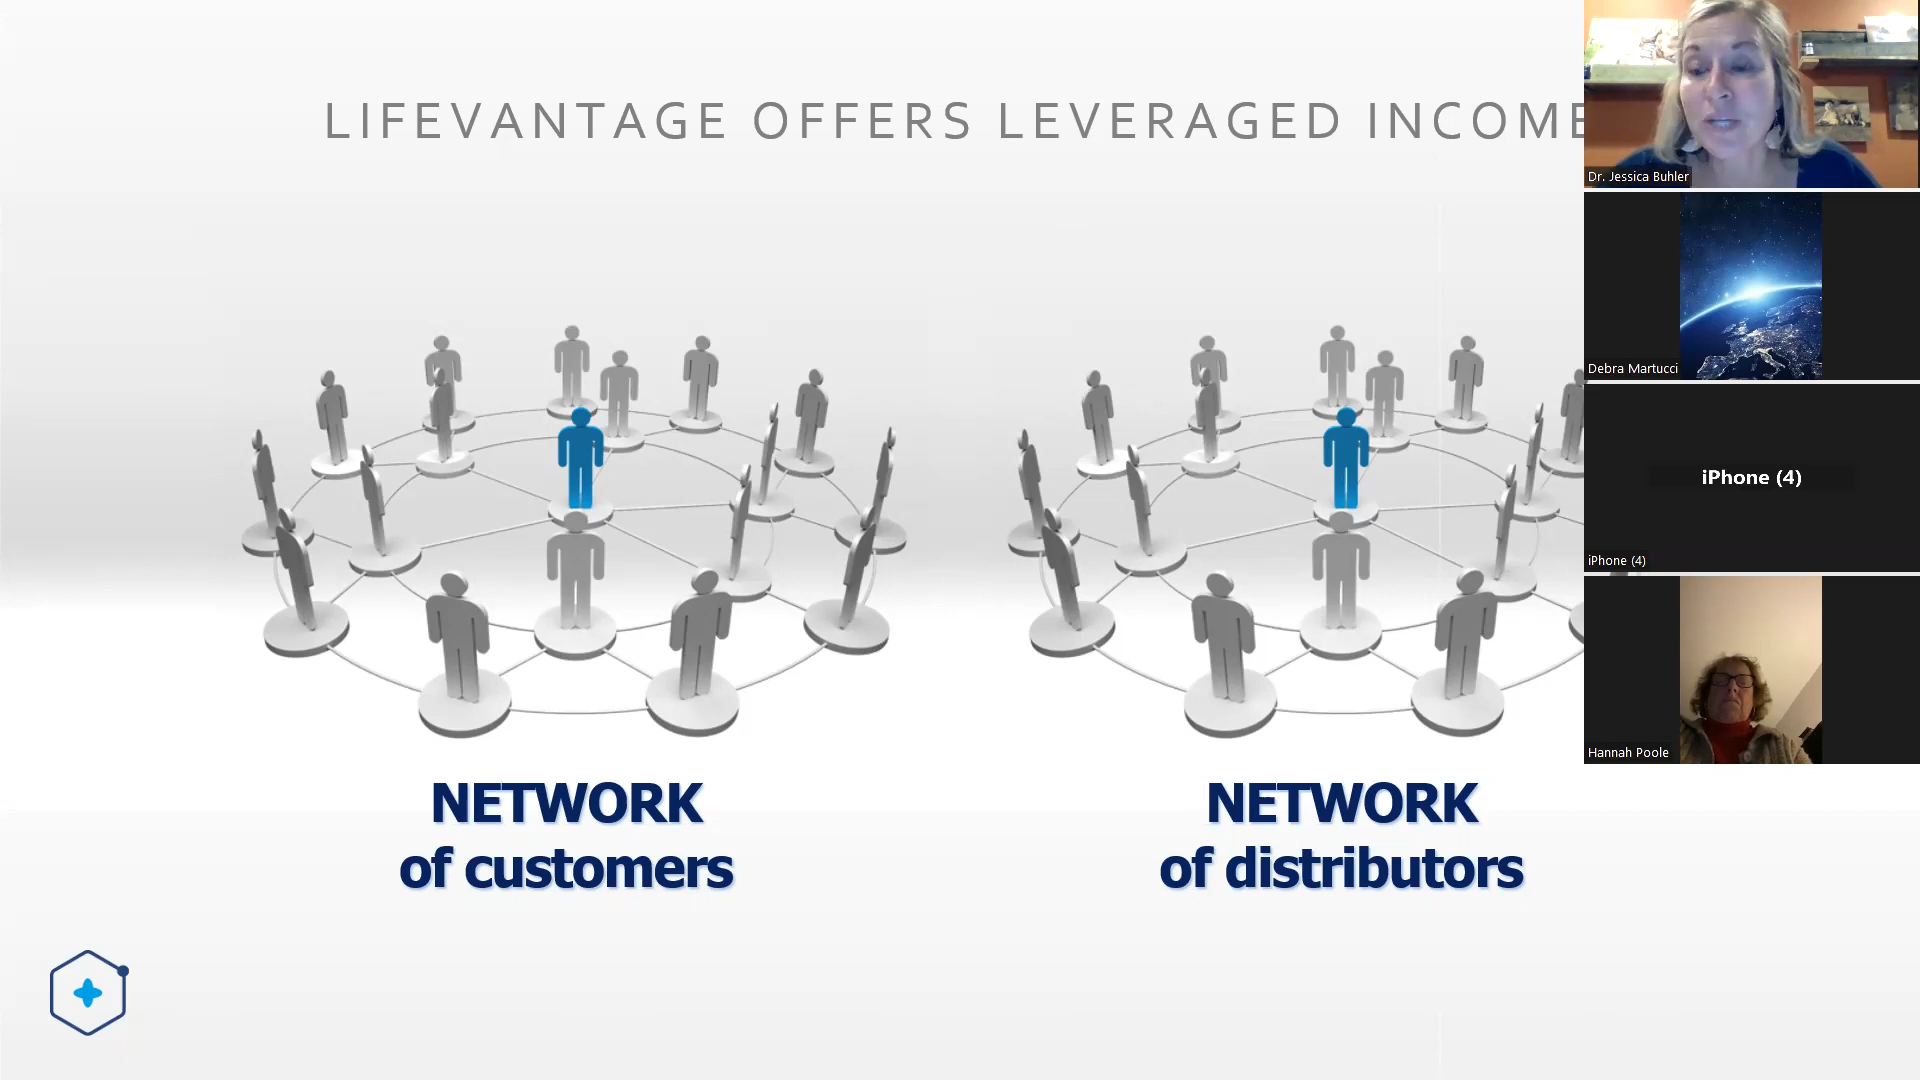 LIFEVANTAGE OFFERS LEVERAGED INCOME
Dr. Jessica Buhler
Debra Martucci
iPhone (4)
iPhone (4)
Hannah Poole
NETWORK
of customers
NETWORK
of distributors